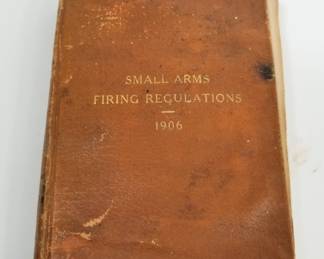 SMALL ARMS
FIRING REGULATIONS
1906